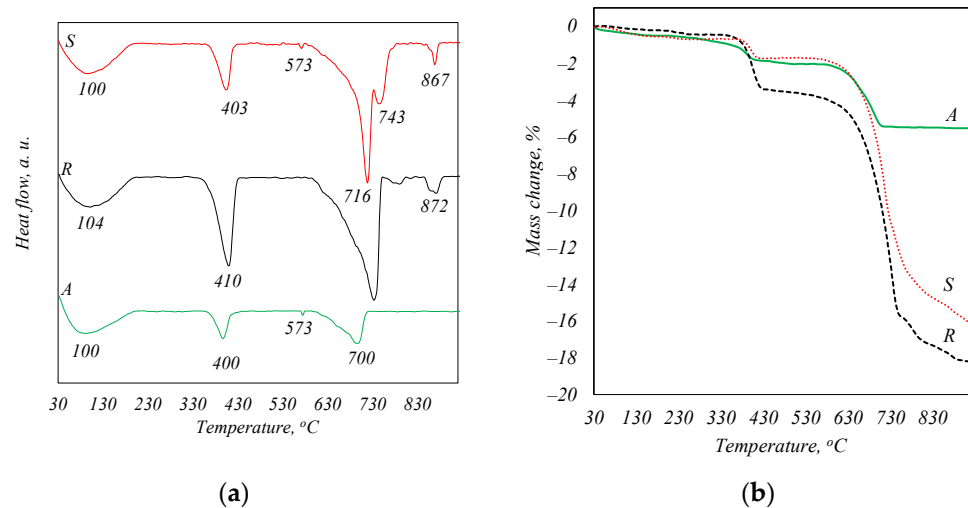 S
573
867
100
403
743
R
716
872
104
410
A
573
100
400
700
Heat flow, a. u.
30 130 230 330 430 530 630 730 830
Temperature, °C
(a)
0
–2
–4
–6
–8
–10
–12
–14
–16
–18
–20
A
S
R
Mass change, %
30 130 230 330 430 530 630 730 830
Temperature, °C
(b)